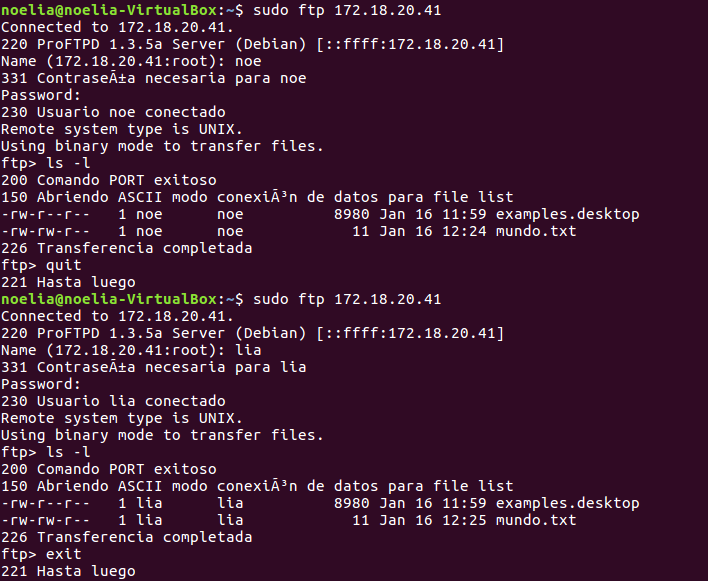 noelia@noelia-VirtualBox:~$ sudo ftp 172.18.20.41
Connected to 172.18.20.41.
220 ProFTPD 1.3.5a Server (Debian) [::ffff:172.18.20.41]
Name (172.18.20.41:root): noe
331 ContraseÃ±a necesaria para noe
Password:
230 Usuario noe conectado
Remote system type is UNIX.
Using binary mode to transfer files.
ftp> ls -l
200 Comando PORT exitoso
150 Abriendo ASCII modo conexiÃ³n de datos para file list
-rw-r--r--   1 noe      noe          8980 Jan 16 11:59 examples.desktop
-rw-rw-r--   1 noe      noe            11 Jan 16 12:24 mundo.txt
226 Transferencia completada
ftp> quit
221 Hasta luego
noelia@noelia-VirtualBox:~$ sudo ftp 172.18.20.41
Connected to 172.18.20.41.
220 ProFTPD 1.3.5a Server (Debian) [::ffff:172.18.20.41]
Name (172.18.20.41:root): lia
331 ContraseÃ±a necesaria para lia
Password:
230 Usuario lia conectado
Remote system type is UNIX.
Using binary mode to transfer files.
ftp> ls -l
200 Comando PORT exitoso
150 Abriendo ASCII modo conexiÃ³n de datos para file list
-rw-r--r--   1 lia      lia          8980 Jan 16 11:59 examples.desktop
-rw-rw-r--   1 lia      lia            11 Jan 16 12:25 mundo.txt
226 Transferencia completada
ftp> exit
221 Hasta luego